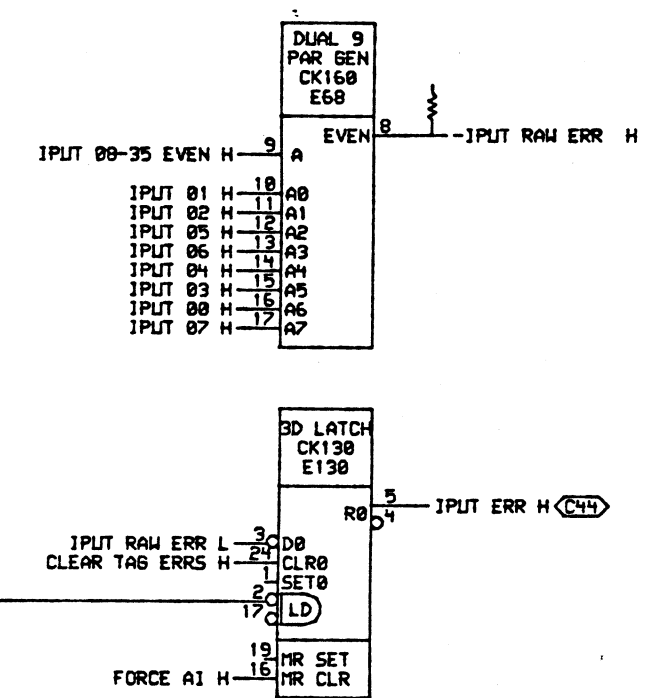 DUAL 9
PAR GEN
CK160
E68
EVEN 8 -IPUT RAW ERR H
IPUT 08-35 EVEN H 9 A
IPUT 01 H 10 A0
IPUT 02 H 11 A1
IPUT 05 H 12 A2
IPUT 06 H 13 A3
IPUT 04 H 14 A4
IPUT 03 H 15 A5
IPUT 00 H 16 A6
IPUT 07 H 17 A7
3D LATCH
CK130
E130
R0 5 IPUT ERR H C44
4
IPUT RAW ERR L 3 D0
CLEAR TAG ERRS H 24 CLR0
1 SET0
2
17 LD
19 MR SET
FORCE AI H 16 MR CLR